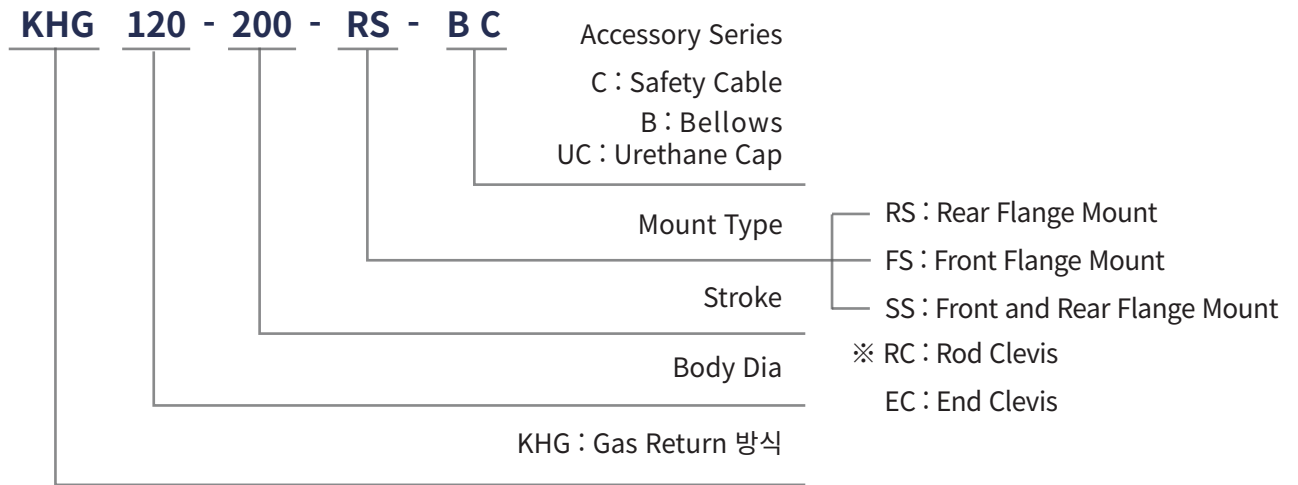 KHG 120 - 200 - RS - B C
Accessory Series
C : Safety Cable
B : Bellows
UC : Urethane Cap
Mount Type
RS : Rear Flange Mount
FS : Front Flange Mount
SS : Front and Rear Flange Mount
※ RC : Rod Clevis
EC : End Clevis
Stroke
Body Dia
KHG : Gas Return 방식